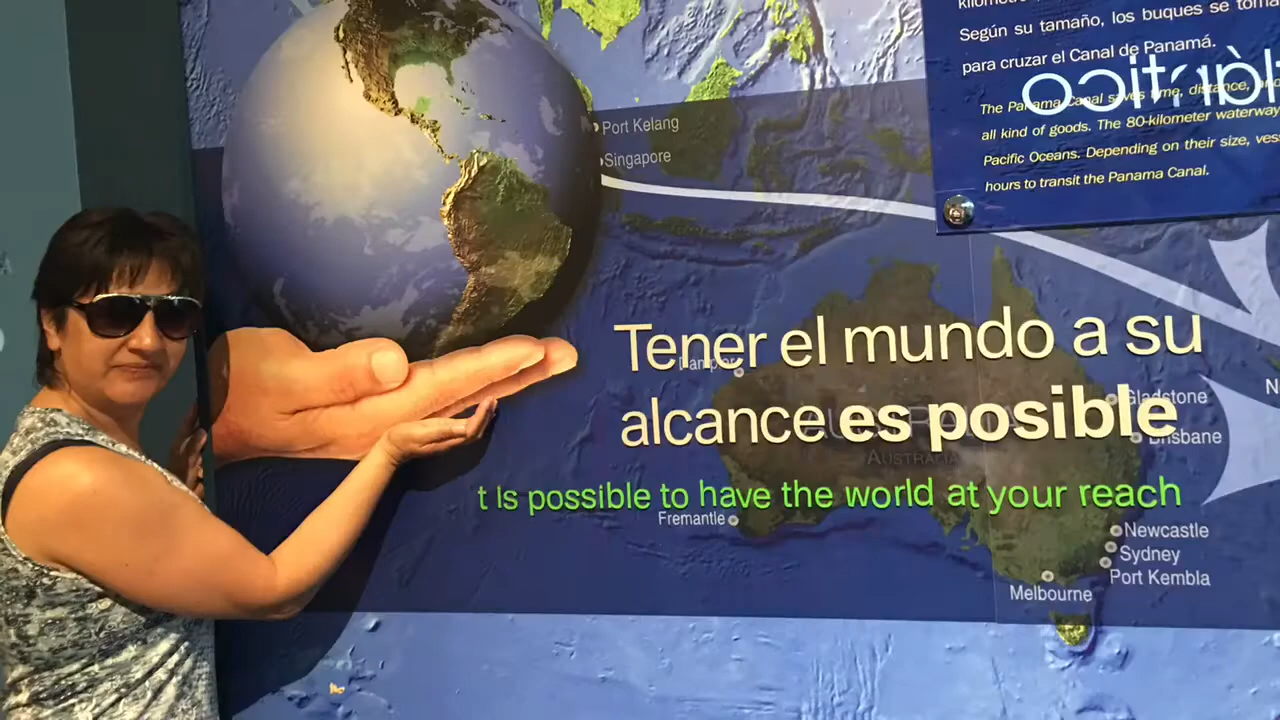 Según su tamaño, los buques se
para cruzar el Canal de Panamá.
làntico
The Panama Canal saves time, distance,
all kind of goods. The 80-kilometer waterway
Pacific Oceans. Depending on their size,
hours to transit the Panama Canal.
Port Kelang
Singapore
Tener el mundo a su
Dampier
alcance es posible
Gladstone
Brisbane
AUSTRALIA
t Is possible to have the world at your reach
Fremantle
Newcastle
Sydney
Port Kembla
Melbourne